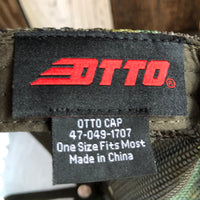 OTTO®
OTTO CAP
47-049-1707
One Size Fits Most
Made in China